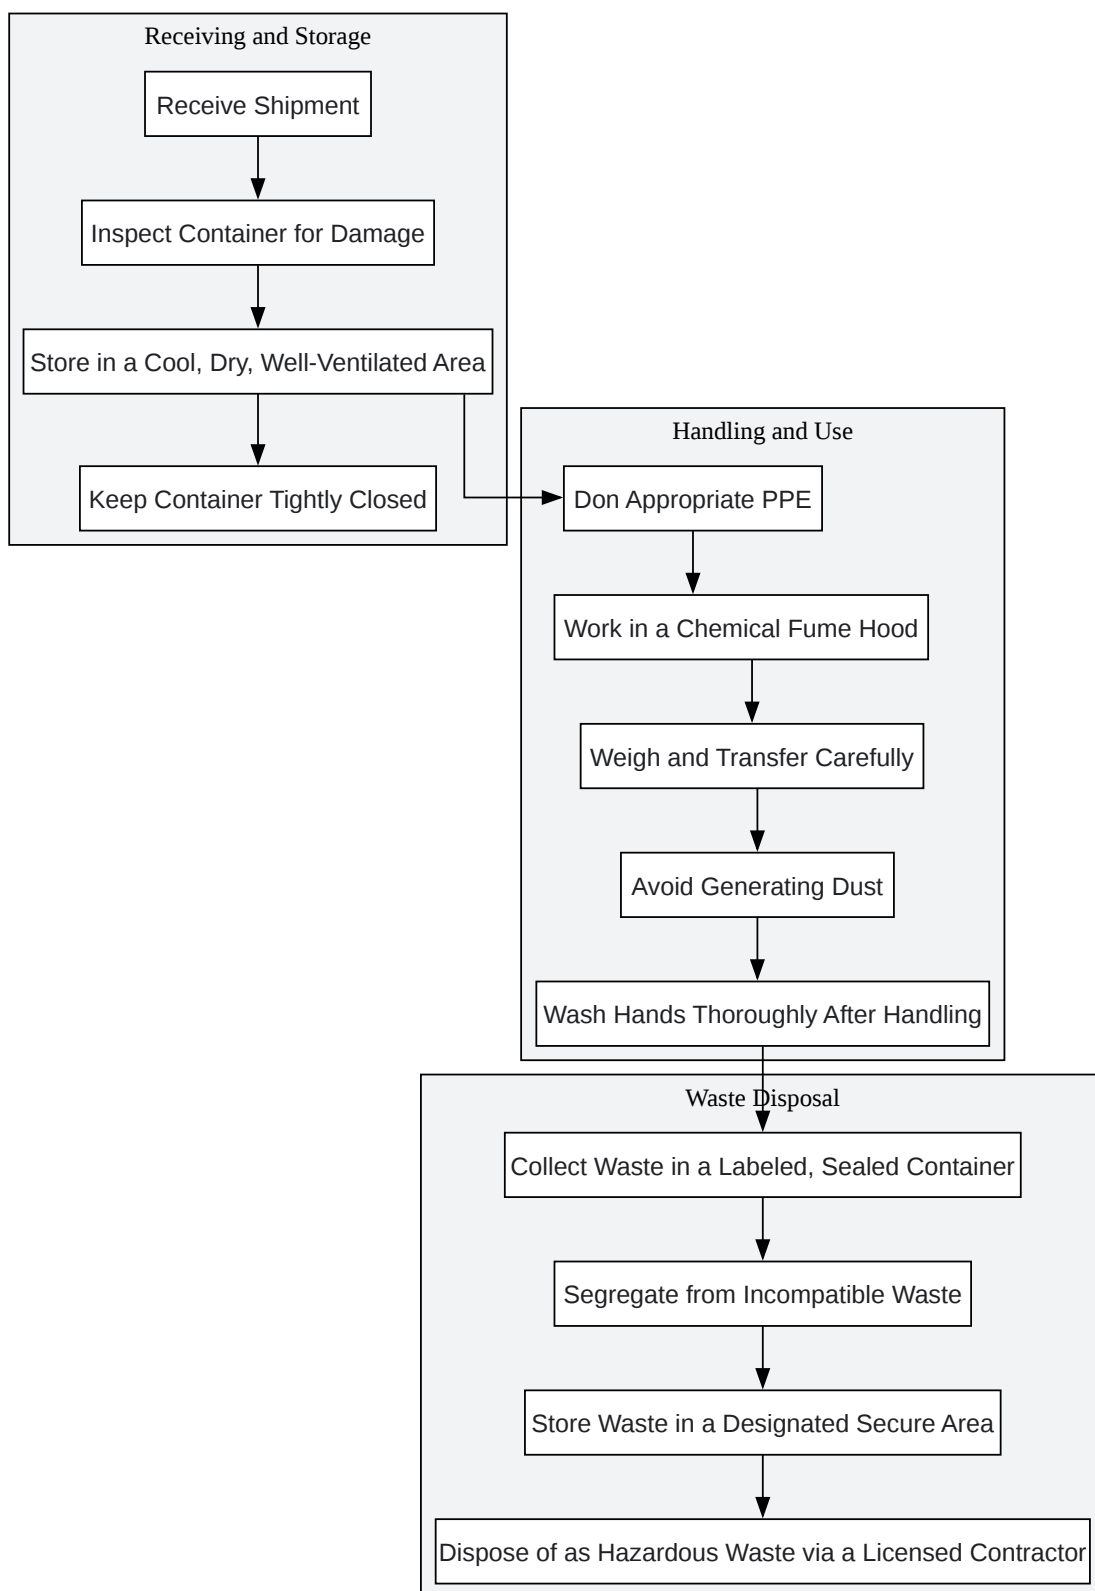 Receiving and Storage
Receive Shipment
Inspect Container for Damage
Store in a Cool, Dry, Well-Ventilated Area
Keep Container Tightly Closed
Handling and Use
Don Appropriate PPE
Work in a Chemical Fume Hood
Weigh and Transfer Carefully
Avoid Generating Dust
Wash Hands Thoroughly After Handling
Waste Disposal
Collect Waste in a Labeled, Sealed Container
Segregate from Incompatible Waste
Store Waste in a Designated Secure Area
Dispose of as Hazardous Waste via a Licensed Contractor